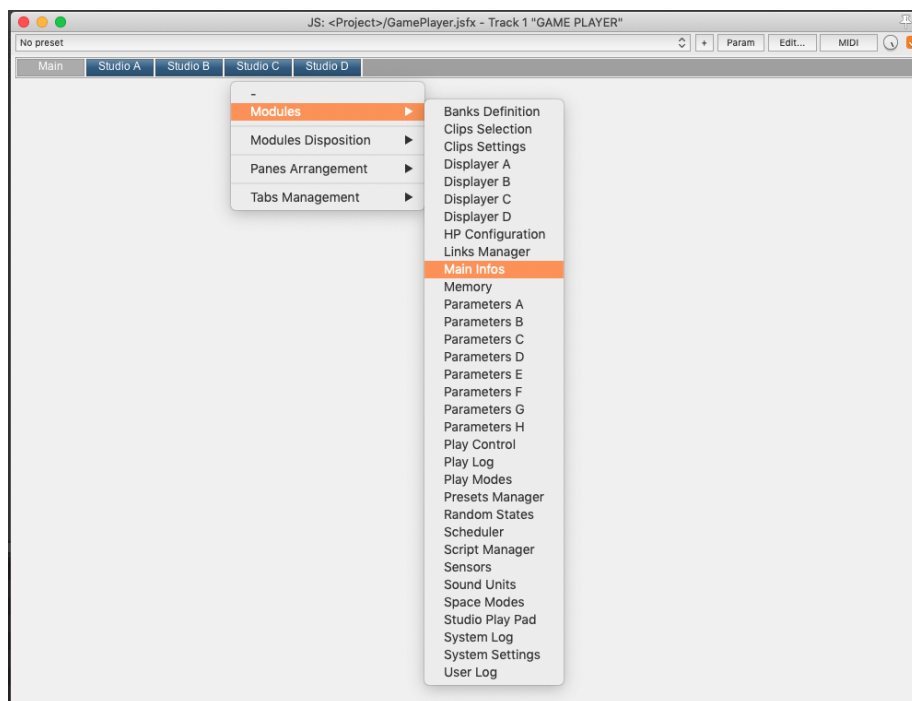 JS: <Project>/GamePlayer.jsfx - Track 1 "GAME PLAYER"
No preset + Param Edit... MIDI
Main Studio A Studio B Studio C Studio D
-
Modules
Modules Disposition
Panes Arrangement
Tabs Management
Banks Definition
Clips Selection
Clips Settings
Displayer A
Displayer B
Displayer C
Displayer D
HP Configuration
Links Manager
Main Infos
Memory
Parameters A
Parameters B
Parameters C
Parameters D
Parameters E
Parameters F
Parameters G
Parameters H
Play Control
Play Log
Play Modes
Presets Manager
Random States
Scheduler
Script Manager
Sensors
Sound Units
Space Modes
Studio Play Pad
System Log
System Settings
User Log